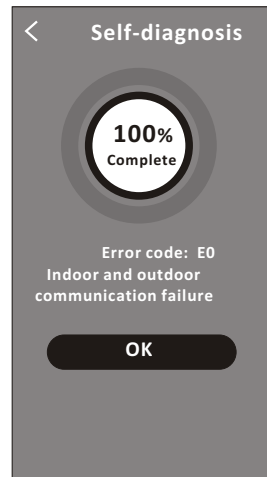 Self-diagnosis
100%
Complete
Error code: E0
Indoor and outdoor
communication failure
OK